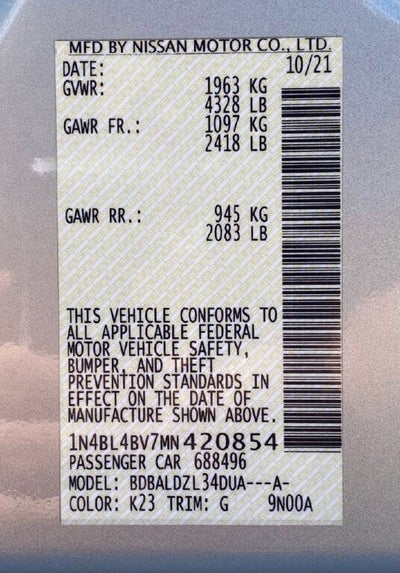 MFD BY NISSAN MOTOR CO., LTD.
DATE: 10/21
GVWR: 1963 KG
4328 LB
GAWR FR.: 1097 KG
2418 LB
GAWR RR.: 945 KG
2083 LB
THIS VEHICLE CONFORMS TO
ALL APPLICABLE FEDERAL
MOTOR VEHICLE SAFETY,
BUMPER, AND THEFT
PREVENTION STANDARDS IN
EFFECT ON THE DATE OF
MANUFACTURE SHOWN ABOVE.
1N4BL4BV7MN420854
PASSENGER CAR 688496
MODEL: BDBALDZL34DUA---A-
COLOR: K23 TRIM: G 9N00A